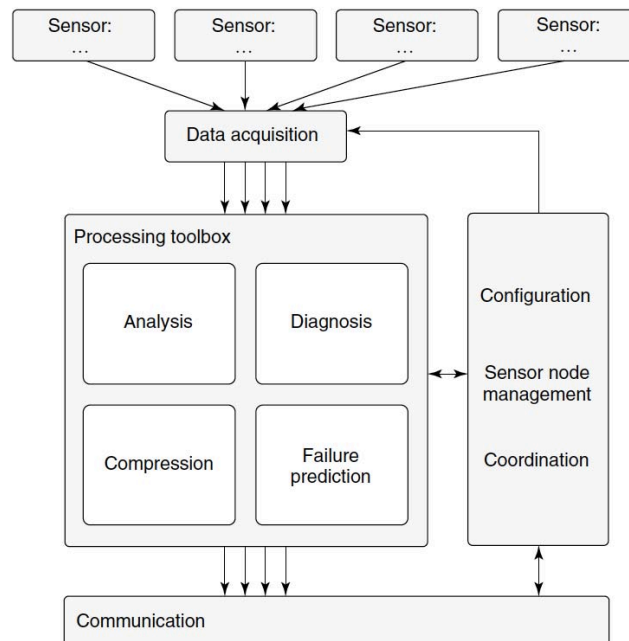 Sensor:
...
Sensor:
...
Sensor:
...
Sensor:
...
Data acquisition
Processing toolbox
Analysis
Diagnosis
Compression
Failure
prediction
Configuration
Sensor node
management
Coordination
Communication